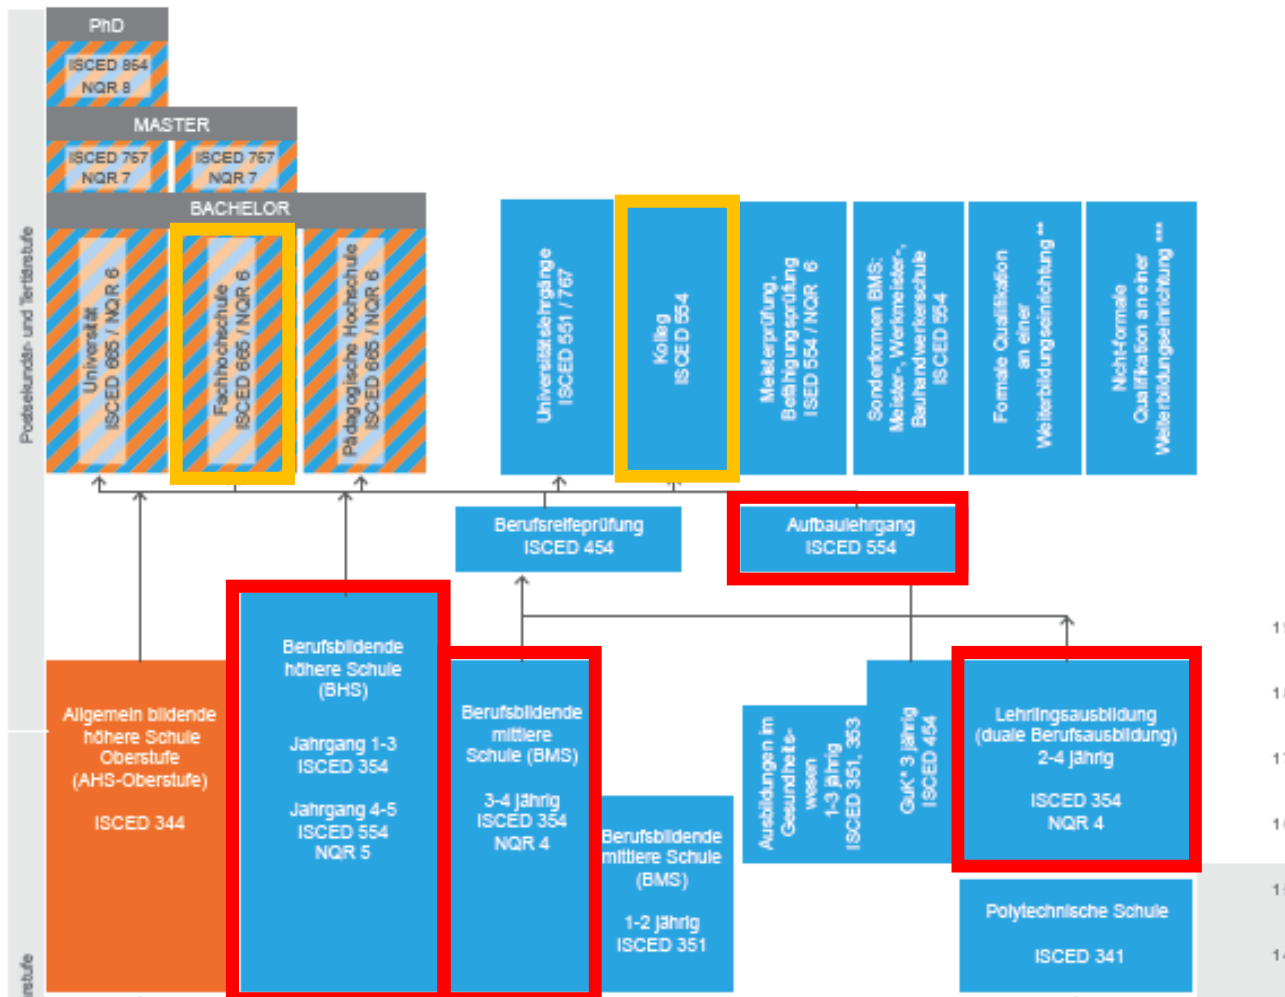 PhD
ISCED 864
NQR 8
MASTER
ISCED 767
NQR 7
ISCED 767
NQR 7
BACHELOR
Universität
ISCED 665 / NQR 6
Fachhochschule
ISCED 665 / NQR 6
Pädagogische Hochschule
ISCED 665 / NQR 6
Universitätslehrgänge
ISCED 551 / 767
Kolleg
ISCED 554
Meisterprüfung,
Befähigungsprüfung
ISED 554 / NQR 6
Sonderformen BMS:
Meister-, Werkmeister-,
Bauhandwerkerschule
ISCED 554
Formale Qualifikation
an einer
Weiterbildungseinrichtung **
Nicht-formale
Qualifikation an einer
Weiterbildungseinrichtung ***
Postsekundär- und Tertiärstufe
Berufsreifeprüfung
ISCED 454
Aufbaulehrgang
ISCED 554
Allgemein bildende
höhere Schule
Oberstufe
(AHS-Oberstufe)
ISCED 344
Berufsbildende
höhere Schule
(BHS)
Jahrgang 1-3
ISCED 354
Jahrgang 4-5
ISCED 554
NQR 5
Berufsbildende
mittlere
Schule (BMS)
3-4 jährig
ISCED 354
NQR 4
Berufsbildende
mittlere Schule
(BMS)
1-2 jährig
ISCED 351
Ausbildungen im
Gesundheits-
wesen
1-3 jährig
ISCED 351, 353
GuK* 3 jährig
ISCED 454
Lehrlingsausbildung
(duale Berufsausbildung)
2-4 jährig
ISCED 354
NQR 4
Polytechnische Schule
ISCED 341